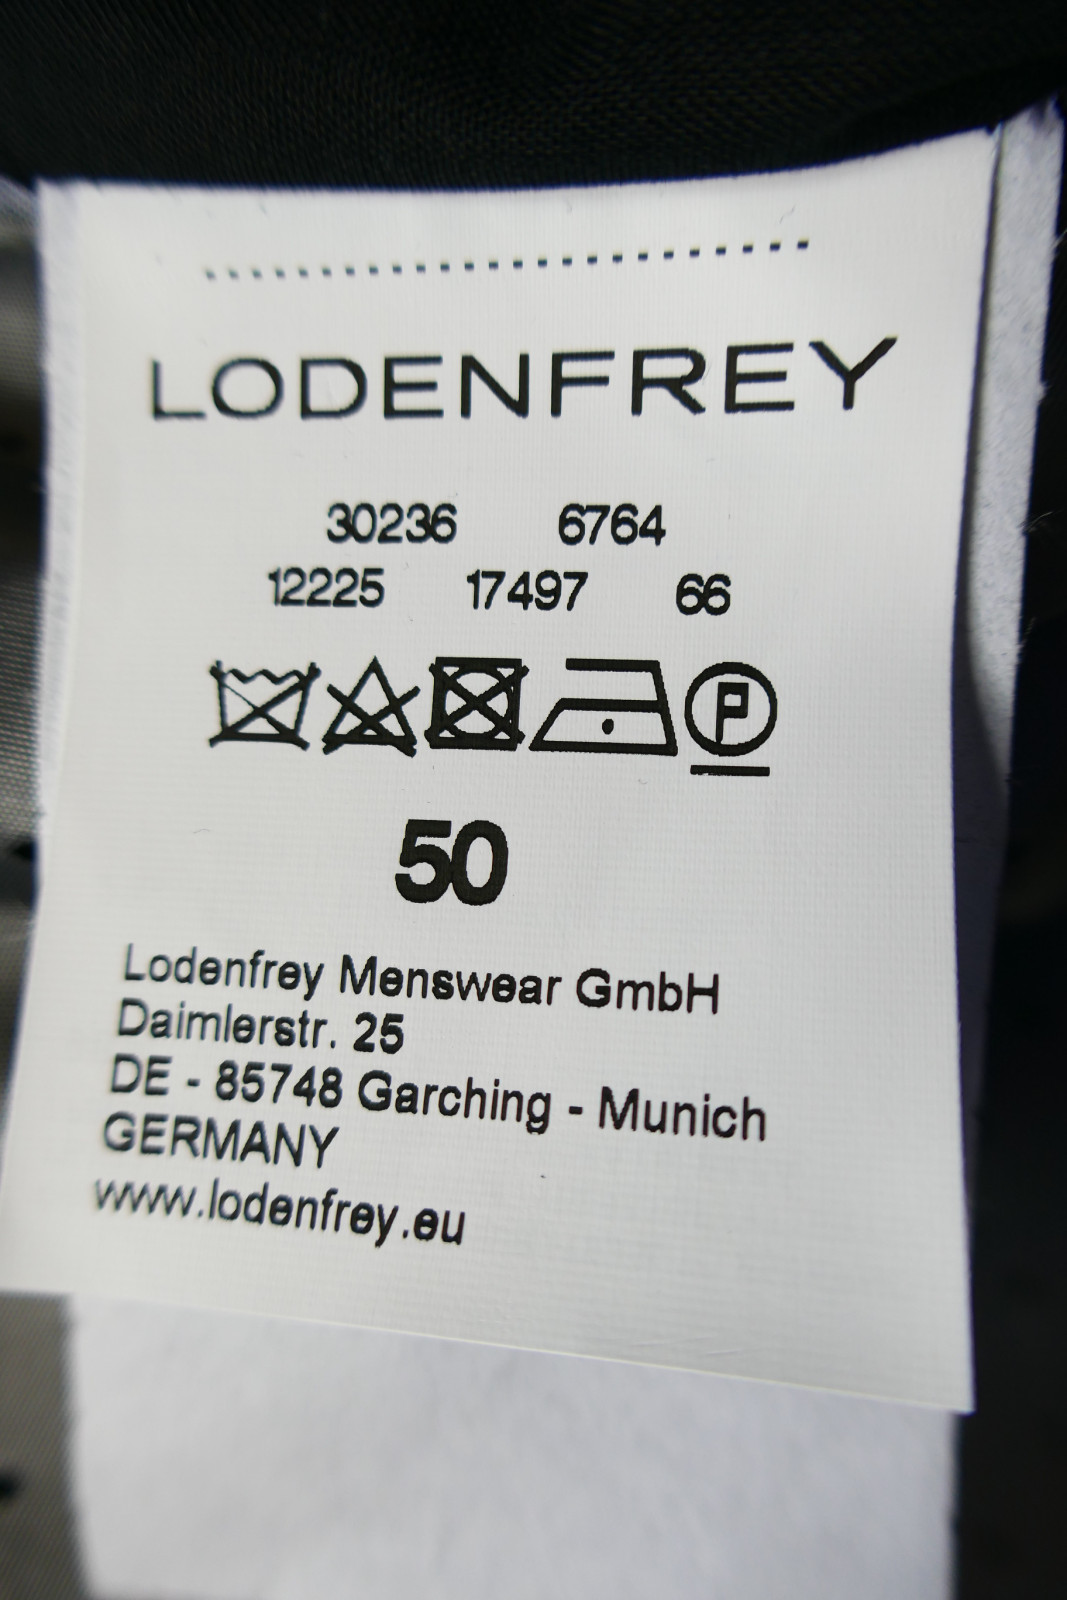 LODENFREY
30236 6764
12225 17497 66
P
50
Lodenfrey Menswear GmbH
Daimlerstr. 25
DE - 85748 Garching - Munich
GERMANY
www.lodenfrey.eu